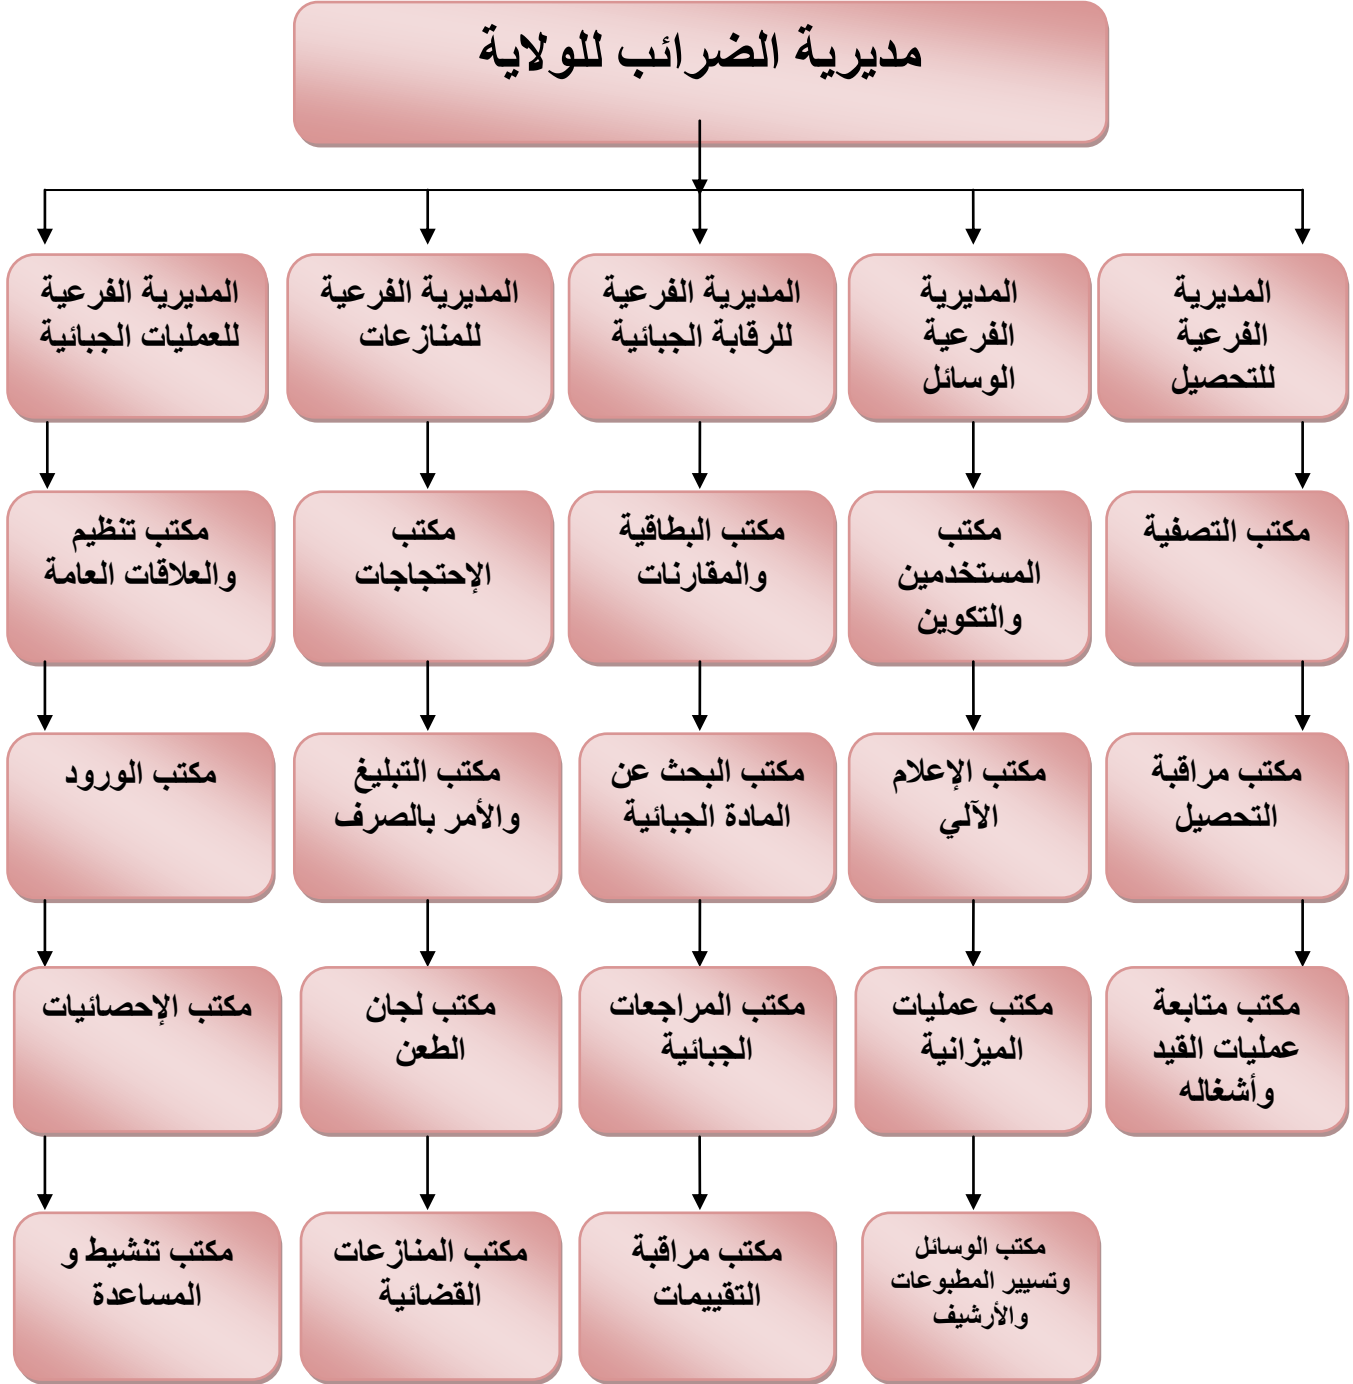 مديرية الضرائب للولاية
المديرية
الفرعية
للتحصيل
المديرية
الفرعية
الوسائل
المديرية الفرعية
للرقابة الجبائية
المديرية الفرعية
للمنازعات
المديرية الفرعية
للعمليات الجبائية
مكتب التصفية
مكتب
المستخدمين
والتكوين
مكتب البطاقية
والمقارنات
مكتب
الإحتجاجات
مكتب تنظيم
والعلاقات العامة
مكتب مراقبة
التحصيل
مكتب الإعلام
الآلي
مكتب البحث عن
المادة الجبائية
مكتب التبليغ
والأمر بالصرف
مكتب الورود
مكتب متابعة
عمليات القيد
وأشغاله
مكتب عمليات
الميزانية
مكتب المراجعات
الجبائية
مكتب لجان
الطعن
مكتب الإحصائيات
مكتب الوسائل
وتسيير المطبوعات
والأرشيف
مكتب مراقبة
التقييمات
مكتب المنازعات
القضائية
مكتب تنشيط و
المساعدة